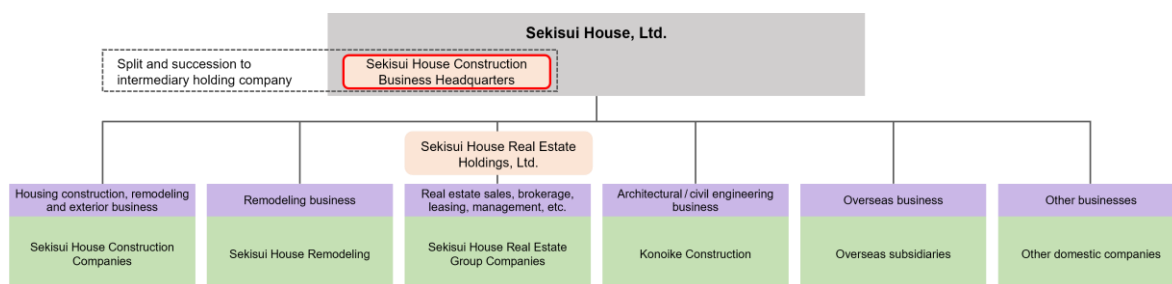 Sekisui House, Ltd.
Split and succession to
intermediary holding company
Sekisui House Construction
Business Headquarters
Sekisui House Real Estate
Holdings, Ltd.
Housing construction, remodeling
and exterior business
Remodeling business
Real estate sales, brokerage,
leasing, management, etc.
Architectural / civil engineering
business
Overseas business
Other businesses
Sekisui House Construction
Companies
Sekisui House Remodeling
Sekisui House Real Estate
Group Companies
Konoike Construction
Overseas subsidiaries
Other domestic companies